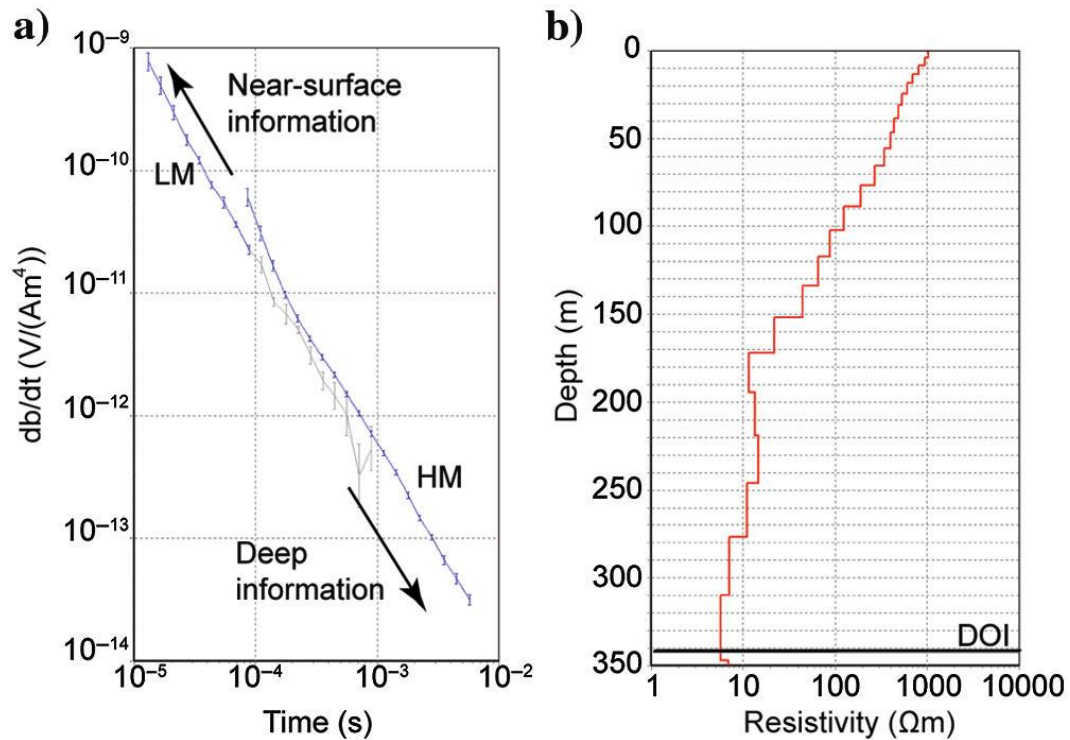 a)
10⁻⁹
10⁻¹⁰
10⁻¹¹
10⁻¹²
10⁻¹³
10⁻¹⁴
db/dt (V/(Am⁴))
Near-surface
information
LM
HM
Deep
information
10⁻⁵
10⁻⁴
10⁻³
10⁻²
Time (s)
b)
0
50
100
150
200
250
300
350
Depth (m)
DOI
1
10
100
1000
10000
Resistivity (Ωm)